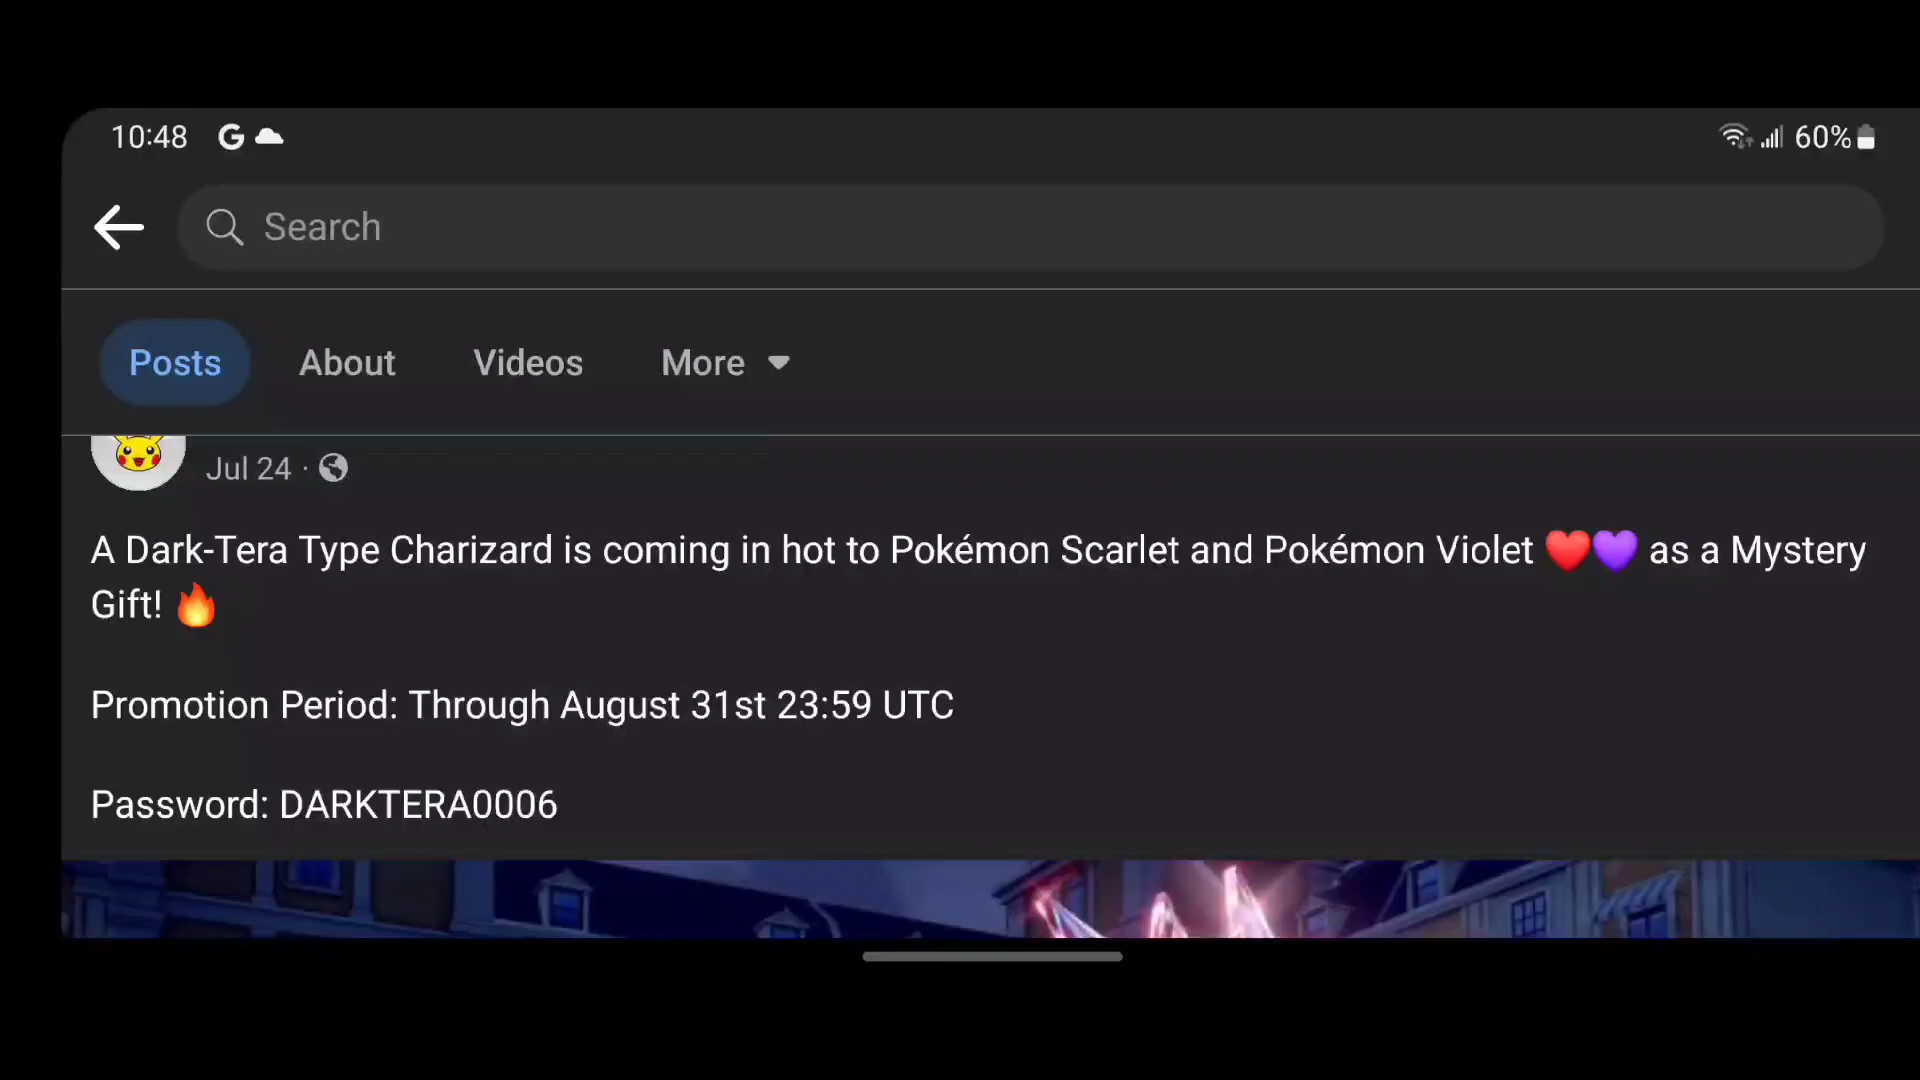 10:48 G 60%
Search
Posts About Videos More
Jul 24 ·
A Dark-Tera Type Charizard is coming in hot to Pokémon Scarlet and Pokémon Violet ❤️💜 as a Mystery
Gift! 🔥
Promotion Period: Through August 31st 23:59 UTC
Password: DARKTERA0006